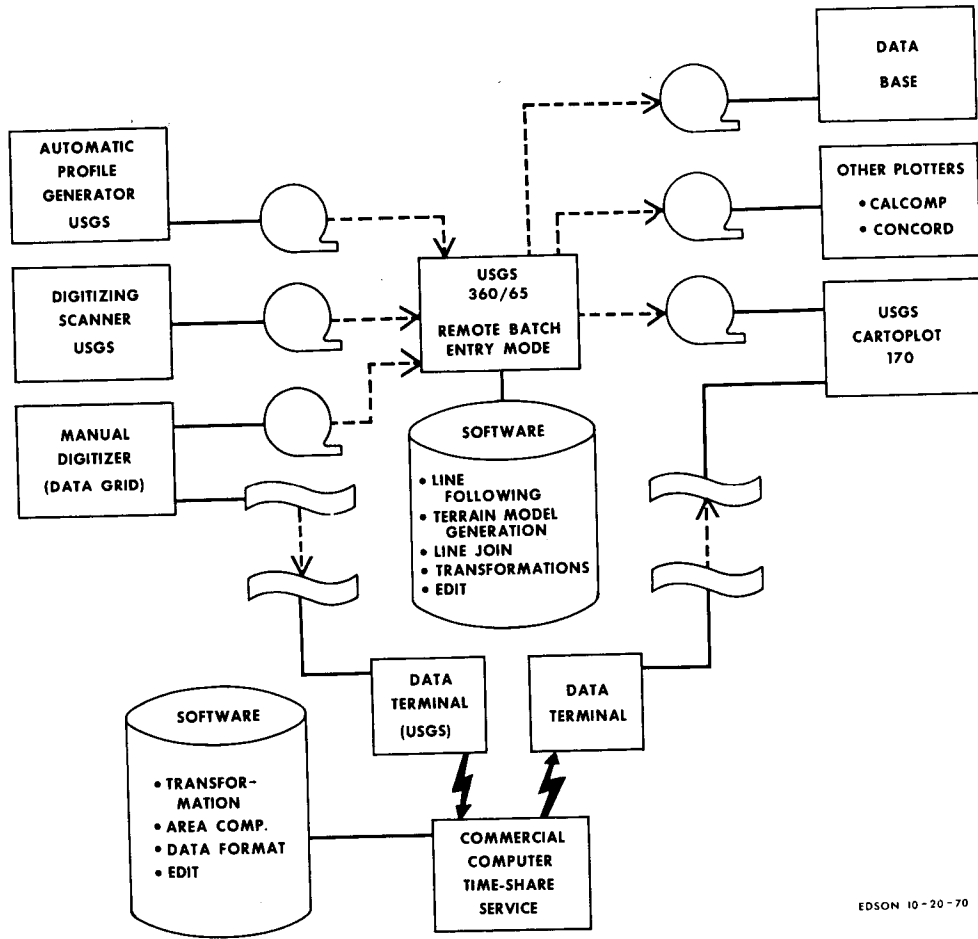 DATA
BASE
AUTOMATIC
PROFILE
GENERATOR
USGS
OTHER PLOTTERS
• CALCOMP
• CONCORD
DIGITIZING
SCANNER
USGS
USGS
360/65
REMOTE BATCH
ENTRY MODE
USGS
CARTOPLOT
170
MANUAL
DIGITIZER
(DATA GRID)
SOFTWARE
• LINE
FOLLOWING
• TERRAIN MODEL
GENERATION
• LINE JOIN
• TRANSFORMATIONS
• EDIT
DATA
TERMINAL
(USGS)
DATA
TERMINAL
SOFTWARE
• TRANSFOR-
MATION
• AREA COMP.
• DATA FORMAT
• EDIT
COMMERCIAL
COMPUTER
TIME-SHARE
SERVICE
EDSON 10-20-70